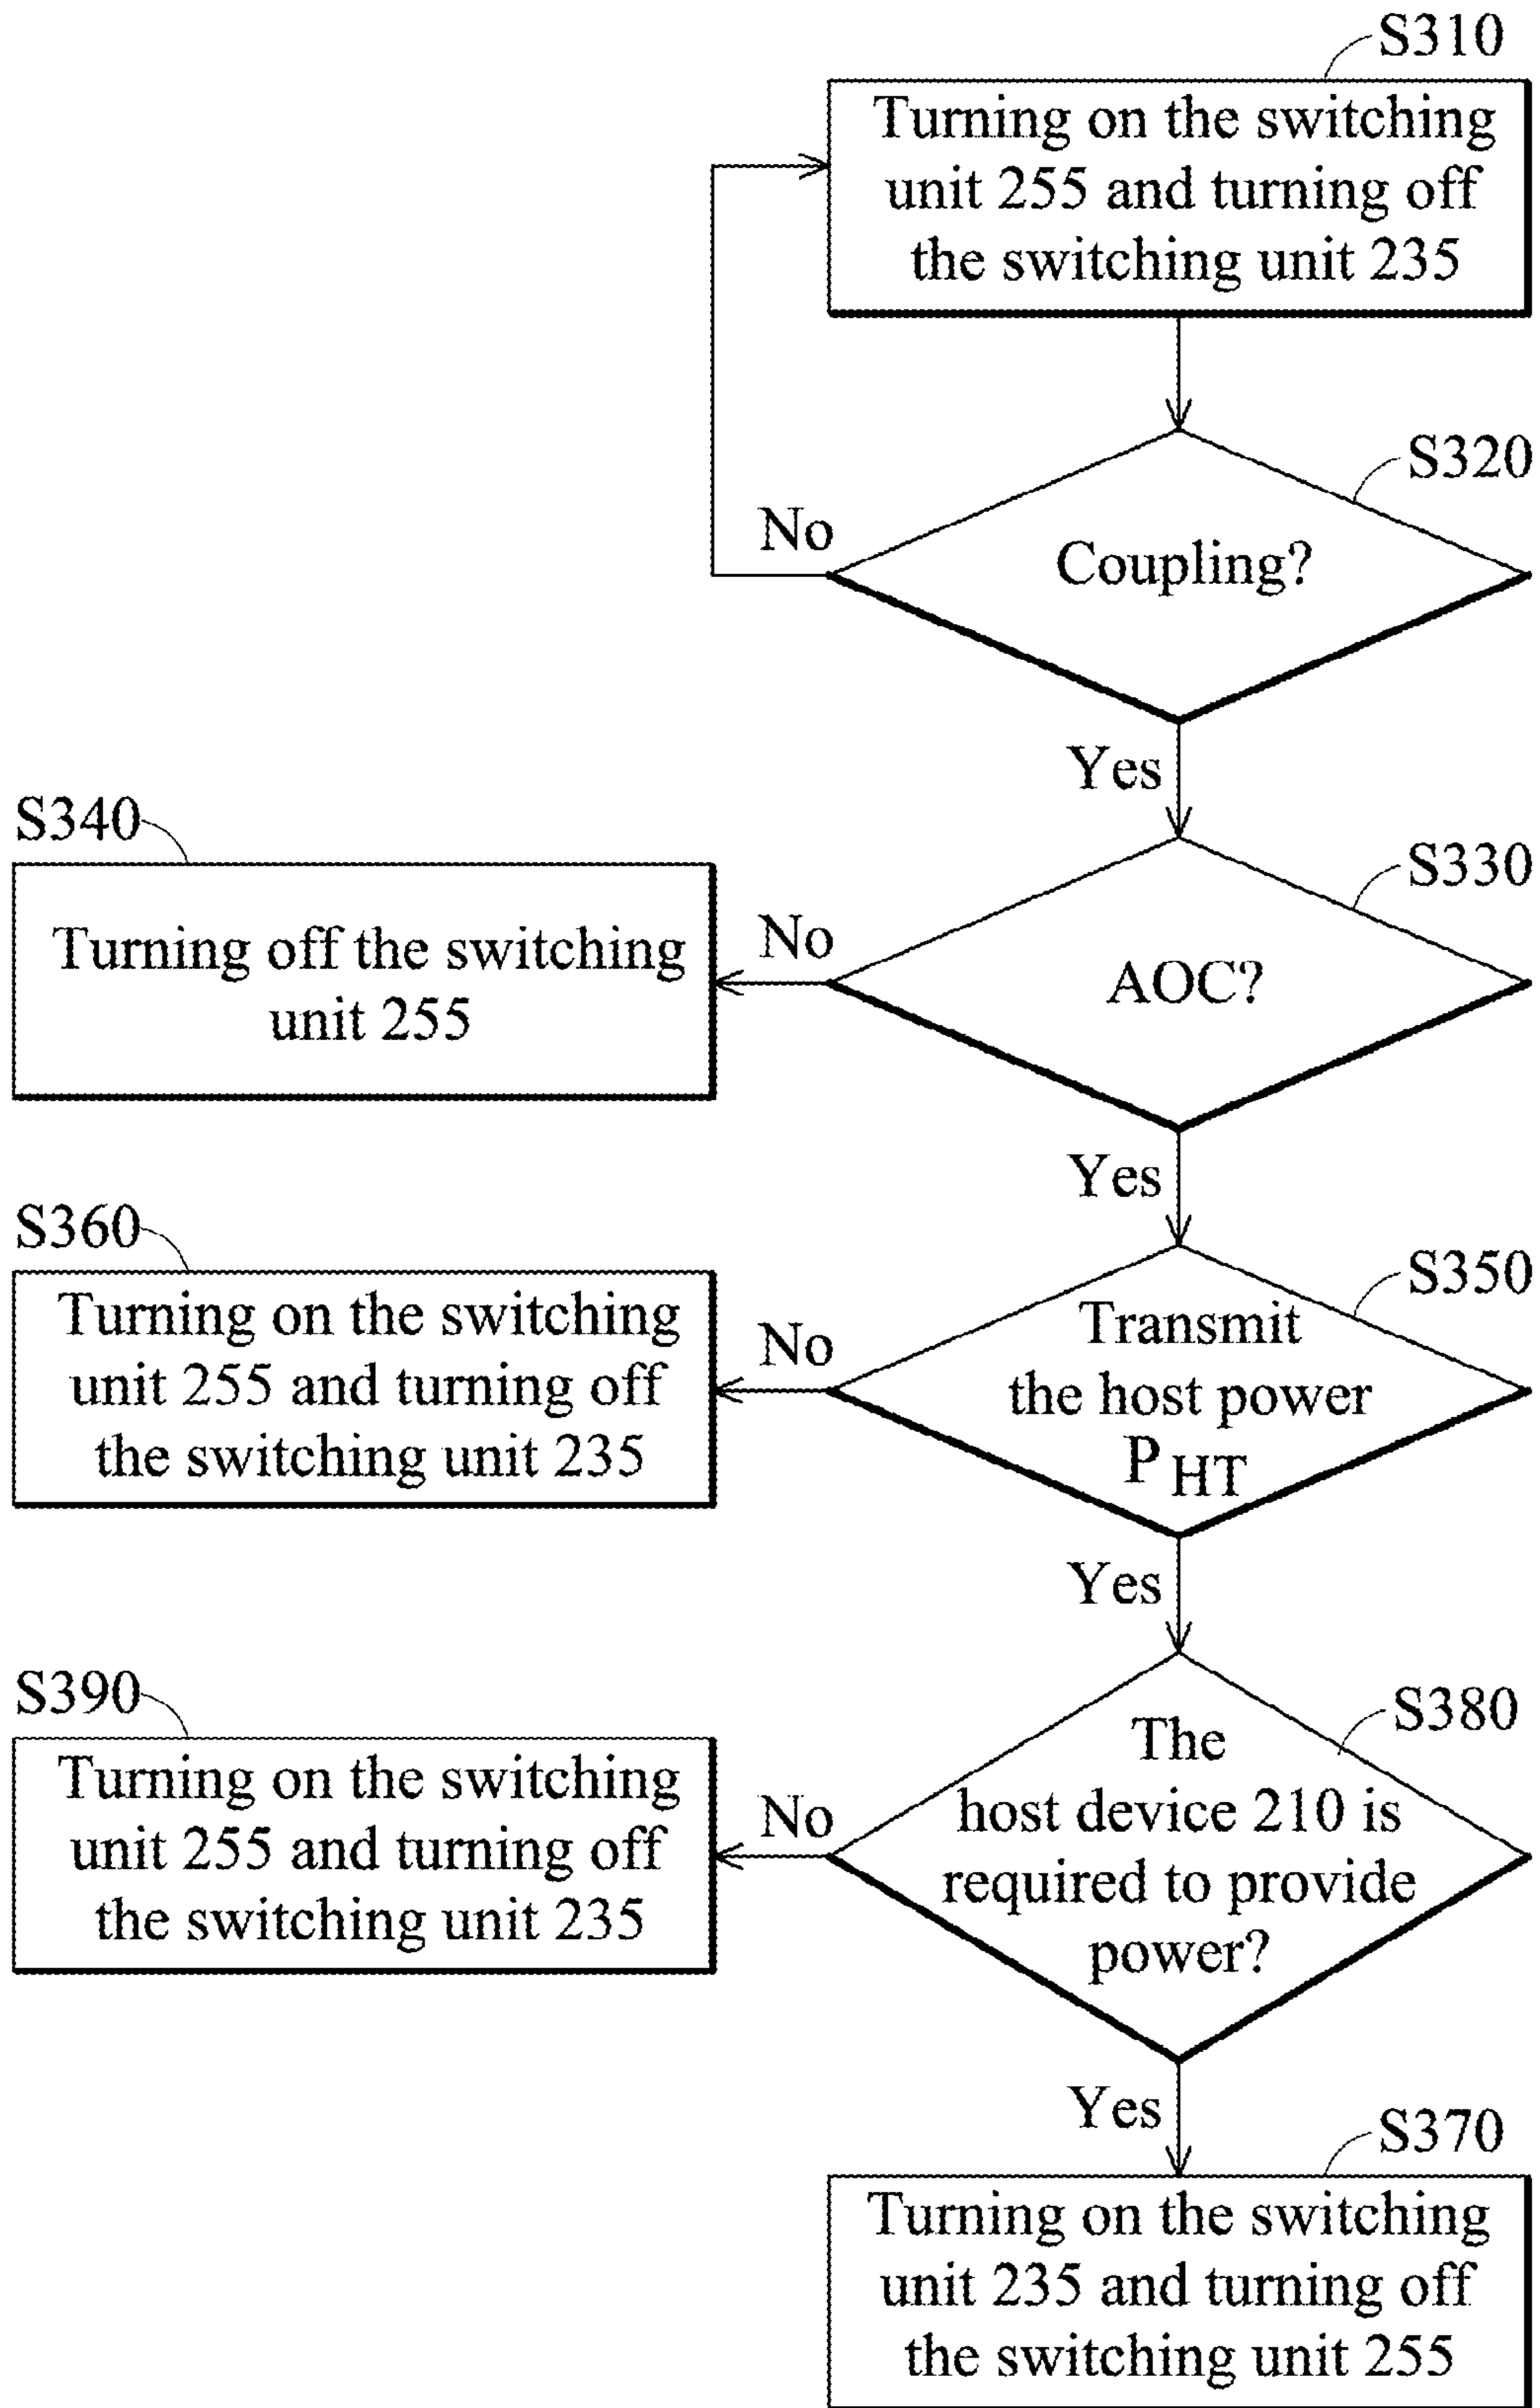 S310
Turning on the switching
unit 255 and turning off
the switching unit 235
S320
No
Coupling?
Yes
S340
S330
Turning off the switching
unit 255
No
AOC?
Yes
S360
S350
Turning on the switching
unit 255 and turning off
the switching unit 235
No
Transmit
the host power
P HT
Yes
S390
S380
Turning on the switching
unit 255 and turning off
the switching unit 235
No
The
host device 210 is
required to provide
power?
Yes
S370
Turning on the switching
unit 235 and turning off
the switching unit 255